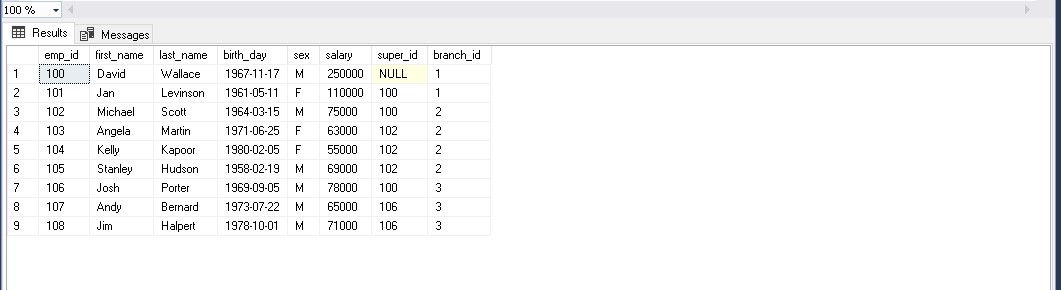 100 %
Results Messages
emp_id first_name last_name birth_day sex salary super_id branch_id
1 100 David Wallace 1967-11-17 M 250000 NULL 1
2 101 Jan Levinson 1961-05-11 F 110000 100 1
3 102 Michael Scott 1964-03-15 M 75000 100 2
4 103 Angela Martin 1971-06-25 F 63000 102 2
5 104 Kelly Kapoor 1980-02-05 F 55000 102 2
6 105 Stanley Hudson 1958-02-19 M 69000 102 2
7 106 Josh Porter 1969-09-05 M 78000 100 3
8 107 Andy Bernard 1973-07-22 M 65000 106 3
9 108 Jim Halpert 1978-10-01 M 71000 106 3